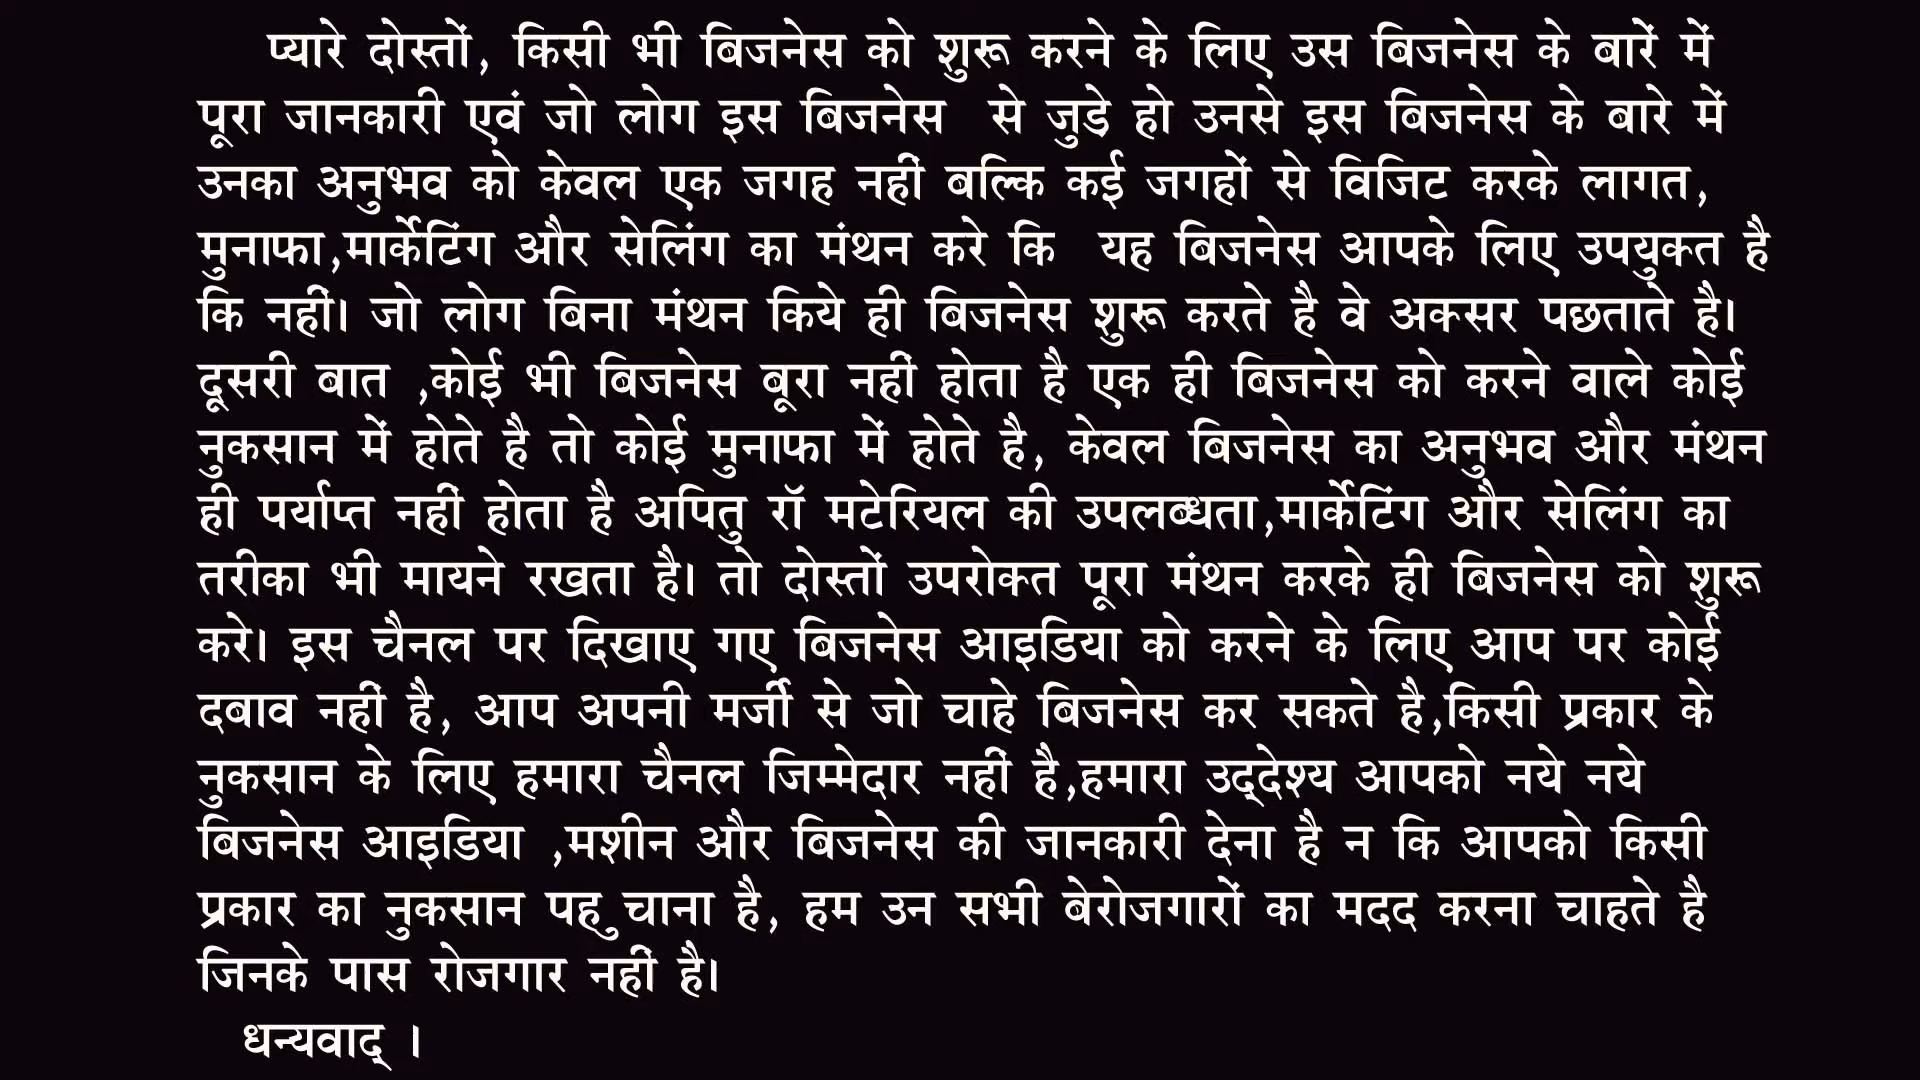 प्यारे दोस्तों, किसी भी बिजनेस को शुरू करने के लिए उस बिजनेस के बारें में
पूरा जानकारी एवं जो लोग इस बिजनेस से जुड़े हो उनसे इस बिजनेस के बारे में
उनका अनुभव को केवल एक जगह नहीं बल्कि कई जगहों से विजिट करके लागत,
मुनाफा,मार्केटिंग और सेलिंग का मंथन करे कि यह बिजनेस आपके लिए उपयुक्त है
कि नहीं। जो लोग बिना मंथन किये ही बिजनेस शुरू करते है वे अक्सर पछताते है।
दूसरी बात ,कोई भी बिजनेस बूरा नहीं होता है एक ही बिजनेस को करने वाले कोई
नुकसान में होते है तो कोई मुनाफा में होते है, केवल बिजनेस का अनुभव और मंथन
ही पर्याप्त नहीं होता है अपितु रॉ मटेरियल की उपलब्धता,मार्केटिंग और सेलिंग का
तरीका भी मायने रखता है। तो दोस्तों उपरोक्त पूरा मंथन करके ही बिजनेस को शुरू
करे। इस चैनल पर दिखाए गए बिजनेस आइडिया को करने के लिए आप पर कोई
दबाव नहीं है, आप अपनी मर्जी से जो चाहे बिजनेस कर सकते है,किसी प्रकार के
नुकसान के लिए हमारा चैनल जिम्मेदार नहीं है,हमारा उद्देश्य आपको नये नये
बिजनेस आइडिया ,मशीन और बिजनेस की जानकारी देना है न कि आपको किसी
प्रकार का नुकसान पहुचाना है, हम उन सभी बेरोजगारों का मदद करना चाहते है
जिनके पास रोजगार नहीं है।
धन्यवाद् ।